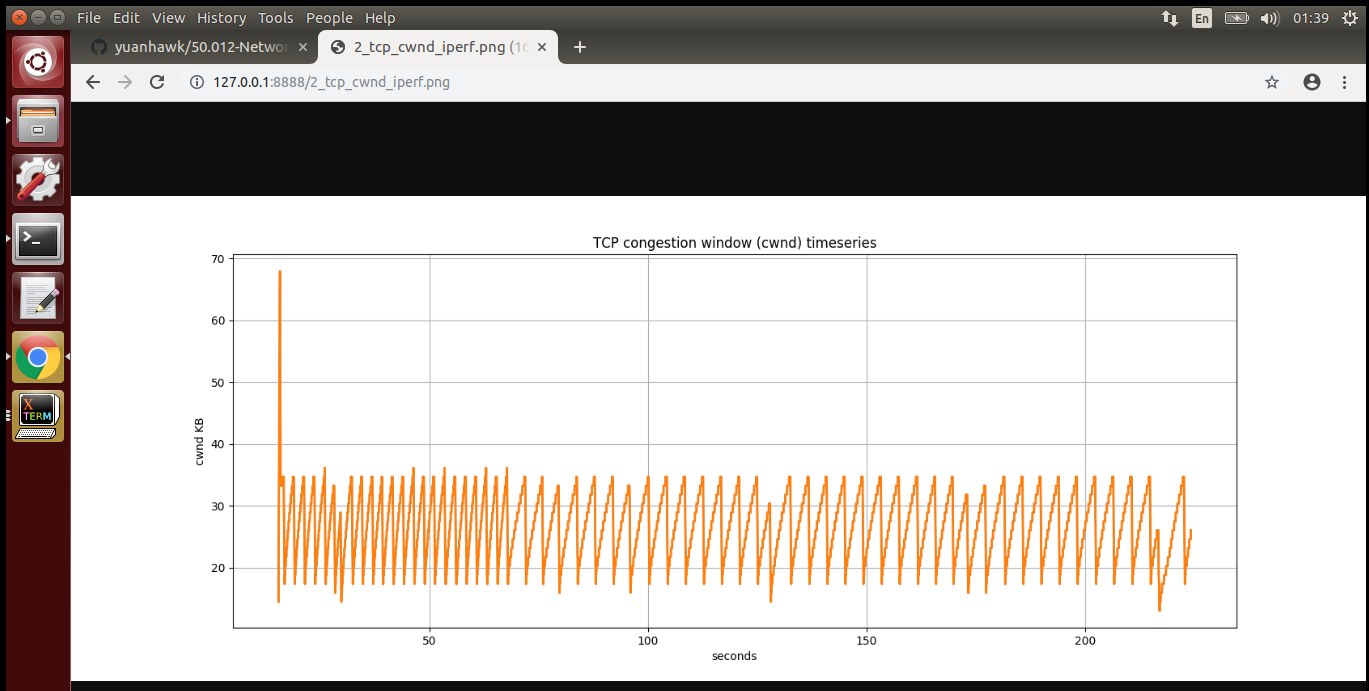 File Edit View History Tools People Help
En
01:39
yuanhawk/50.012-Netwo
2_tcp_cwnd_iperf.png (16
127.0.0.1:8888/2_tcp_cwnd_iperf.png
TCP congestion window (cwnd) timeseries
70
60
50
40
30
20
cwnd KB
50 100 150 200
seconds
>_
X
TERM